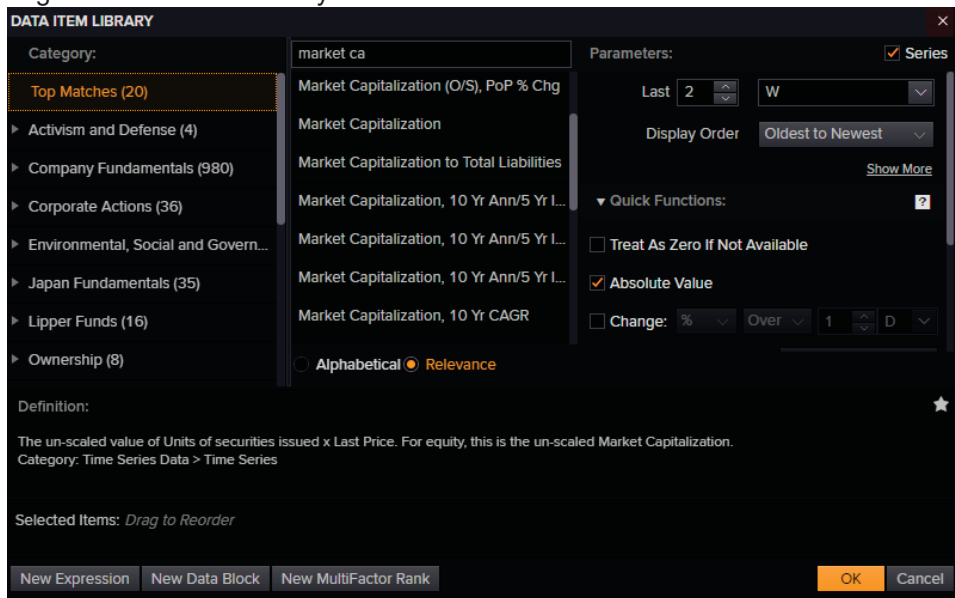 DATA ITEM LIBRARY
Category:
market ca
Parameters:
Series
Top Matches (20)
Activism and Defense (4)
Company Fundamentals (980)
Corporate Actions (36)
Environmental, Social and Govern...
Japan Fundamentals (35)
Lipper Funds (16)
Ownership (8)
Market Capitalization (O/S), PoP % Chg
Market Capitalization
Market Capitalization to Total Liabilities
Market Capitalization, 10 Yr Ann/5 Yr I...
Market Capitalization, 10 Yr Ann/5 Yr I...
Market Capitalization, 10 Yr Ann/5 Yr I...
Market Capitalization, 10 Yr CAGR
Alphabetical
Relevance
Last 2 W
Display Order Oldest to Newest
Show More
Quick Functions: ?
Treat As Zero If Not Available
Absolute Value
Change: % Over 1 D
Definition:
The un-scaled value of Units of securities issued x Last Price. For equity, this is the un-scaled Market Capitalization.
Category: Time Series Data > Time Series
Selected Items: Drag to Reorder
New Expression New Data Block New MultiFactor Rank OK Cancel